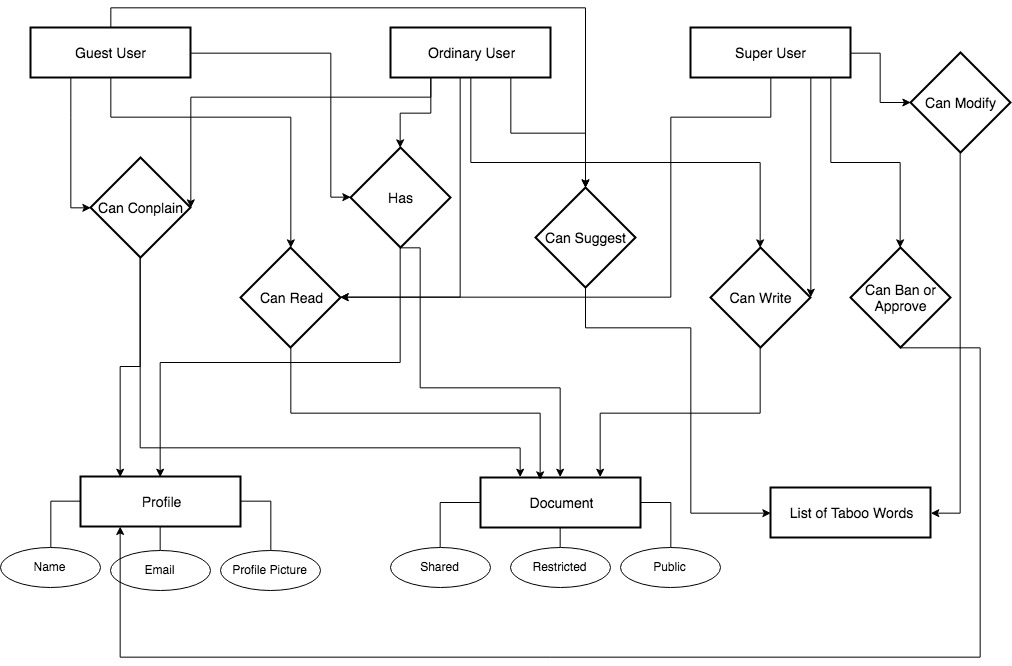 Guest User
Ordinary User
Super User
Can Modify
Can Conplain
Has
Can Suggest
Can Read
Can Write
Can Ban or
Approve
Profile
Document
List of Taboo Words
Name
Email
Profile Picture
Shared
Restricted
Public